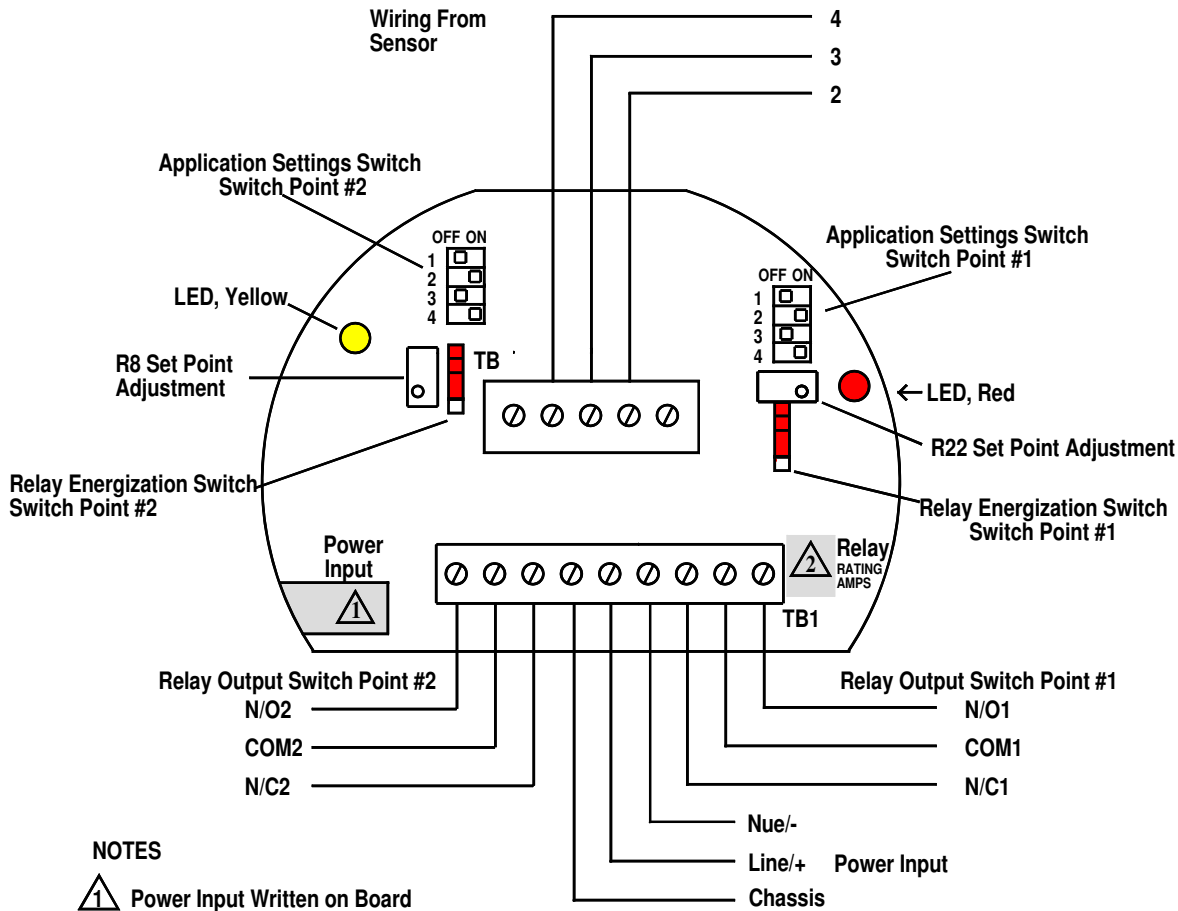 Wiring From
Sensor
4
3
2
Application Settings Switch
Switch Point #2
OFF ON
1
2
3
4
Application Settings Switch
Switch Point #1
OFF ON
1
2
3
4
LED, Yellow
R8 Set Point
Adjustment
TB
LED, Red
R22 Set Point Adjustment
Relay Energization Switch
Switch Point #2
Relay Energization Switch
Switch Point #1
Power
Input
1
2
Relay
RATING
AMPS
TB1
Relay Output Switch Point #2
N/O2
COM2
N/C2
Relay Output Switch Point #1
N/O1
COM1
N/C1
Nue/-
Line/+ Power Input
Chassis
NOTES
1 Power Input Written on Board